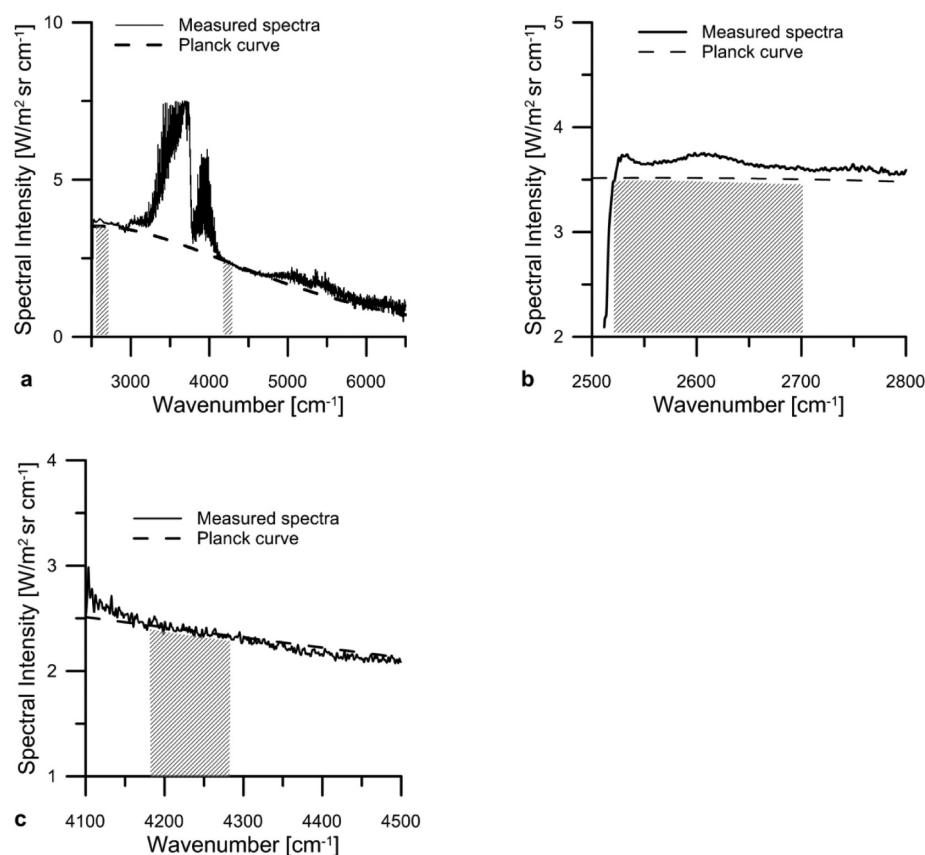 10
Measured spectra
Planck curve
Spectral Intensity [W/m² sr cm⁻¹]
5
0
3000 4000 5000 6000
a
Wavenumber [cm⁻¹]
5
Measured spectra
Planck curve
Spectral Intensity [W/m² sr cm⁻¹]
4
3
2
2500 2600 2700 2800
b
Wavenumber [cm⁻¹]
4
Measured spectra
Planck curve
Spectral Intensity [W/m² sr cm⁻¹]
3
2
1
4100 4200 4300 4400 4500
c
Wavenumber [cm⁻¹]